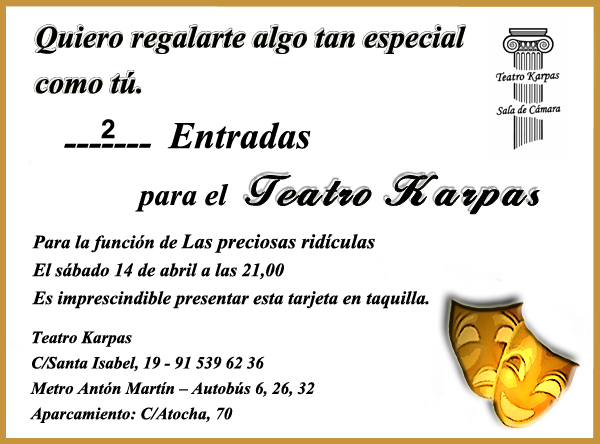 Quiero regalarte algo tan especial
como tú.
Teatro Karpas
Sala de Cámara
---2--- Entradas
para el Teatro Karpas
Para la función de Las preciosas ridículas
El sábado 14 de abril a las 21,00
Es imprescindible presentar esta tarjeta en taquilla.
Teatro Karpas
C/Santa Isabel, 19 - 91 539 62 36
Metro Antón Martín – Autobús 6, 26, 32
Aparcamiento: C/Atocha, 70